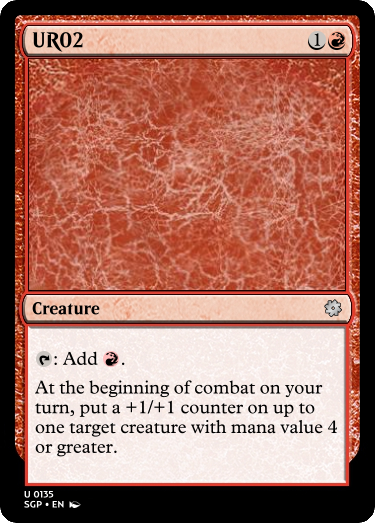 UR02 1
Creature
: Add .
At the beginning of combat on your
turn, put a +1/+1 counter on up to
one target creature with mana value 4
or greater.
U 0135
SGP • EN